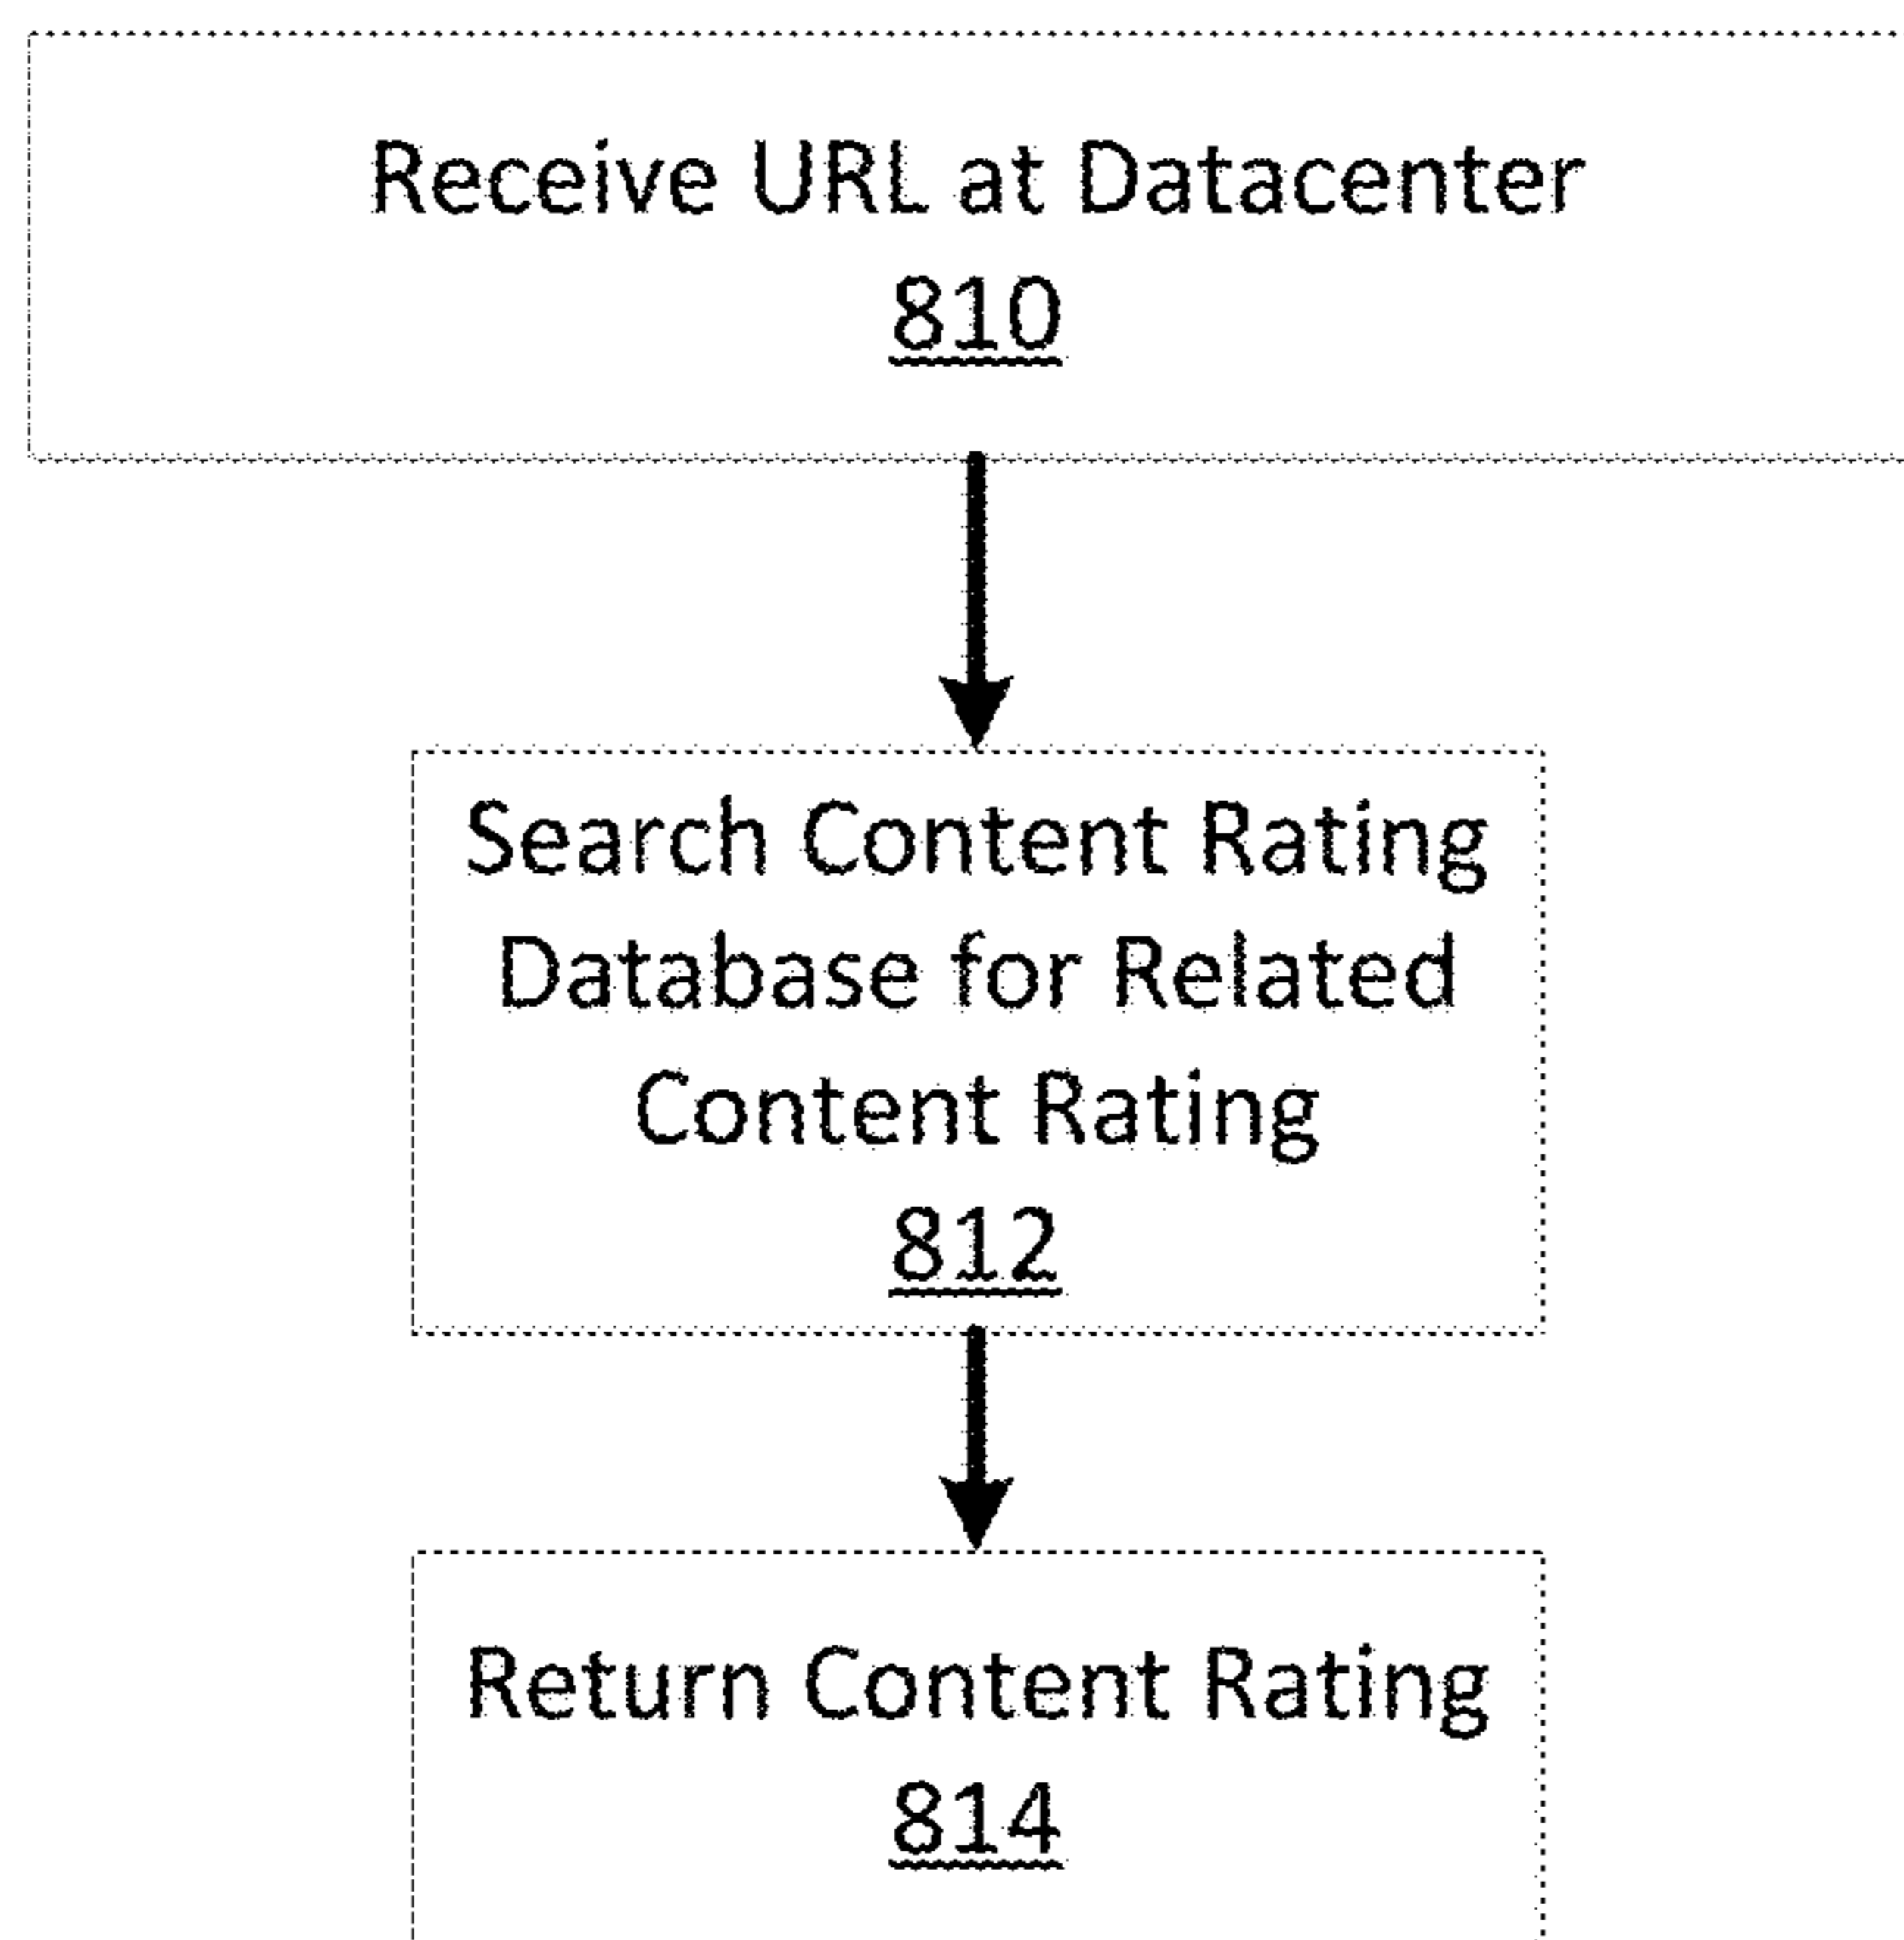 Receive URL at Datacenter
810
Search Content Rating
Database for Related
Content Rating
812
Return Content Rating
814